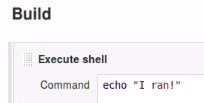 Build
Execute shell
Command echo "I ran!"